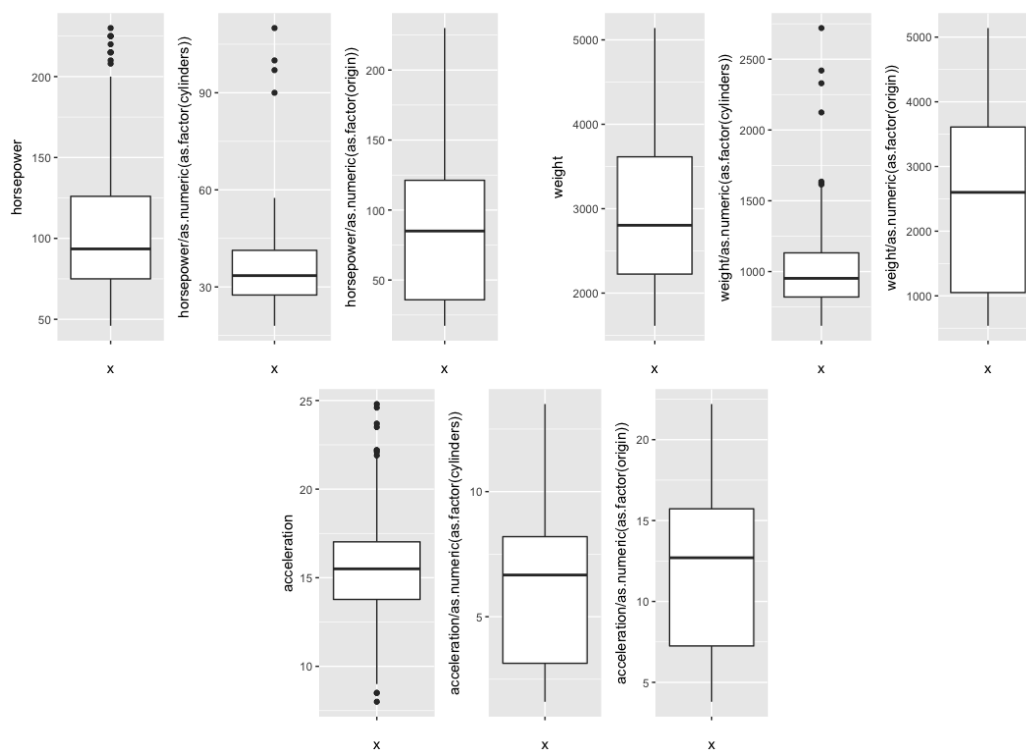 horsepower
200
150
100
50
x
horsepower/as.numeric(as.factor(cylinders))
90
60
30
x
horsepower/as.numeric(as.factor(origin))
200
150
100
50
x
weight
5000
4000
3000
2000
x
weight/as.numeric(as.factor(cylinders))
2500
2000
1500
1000
x
weight/as.numeric(as.factor(origin))
5000
4000
3000
2000
1000
x
acceleration
25
20
15
10
x
acceleration/as.numeric(as.factor(cylinders))
10
5
x
acceleration/as.numeric(as.factor(origin))
20
15
10
5
x